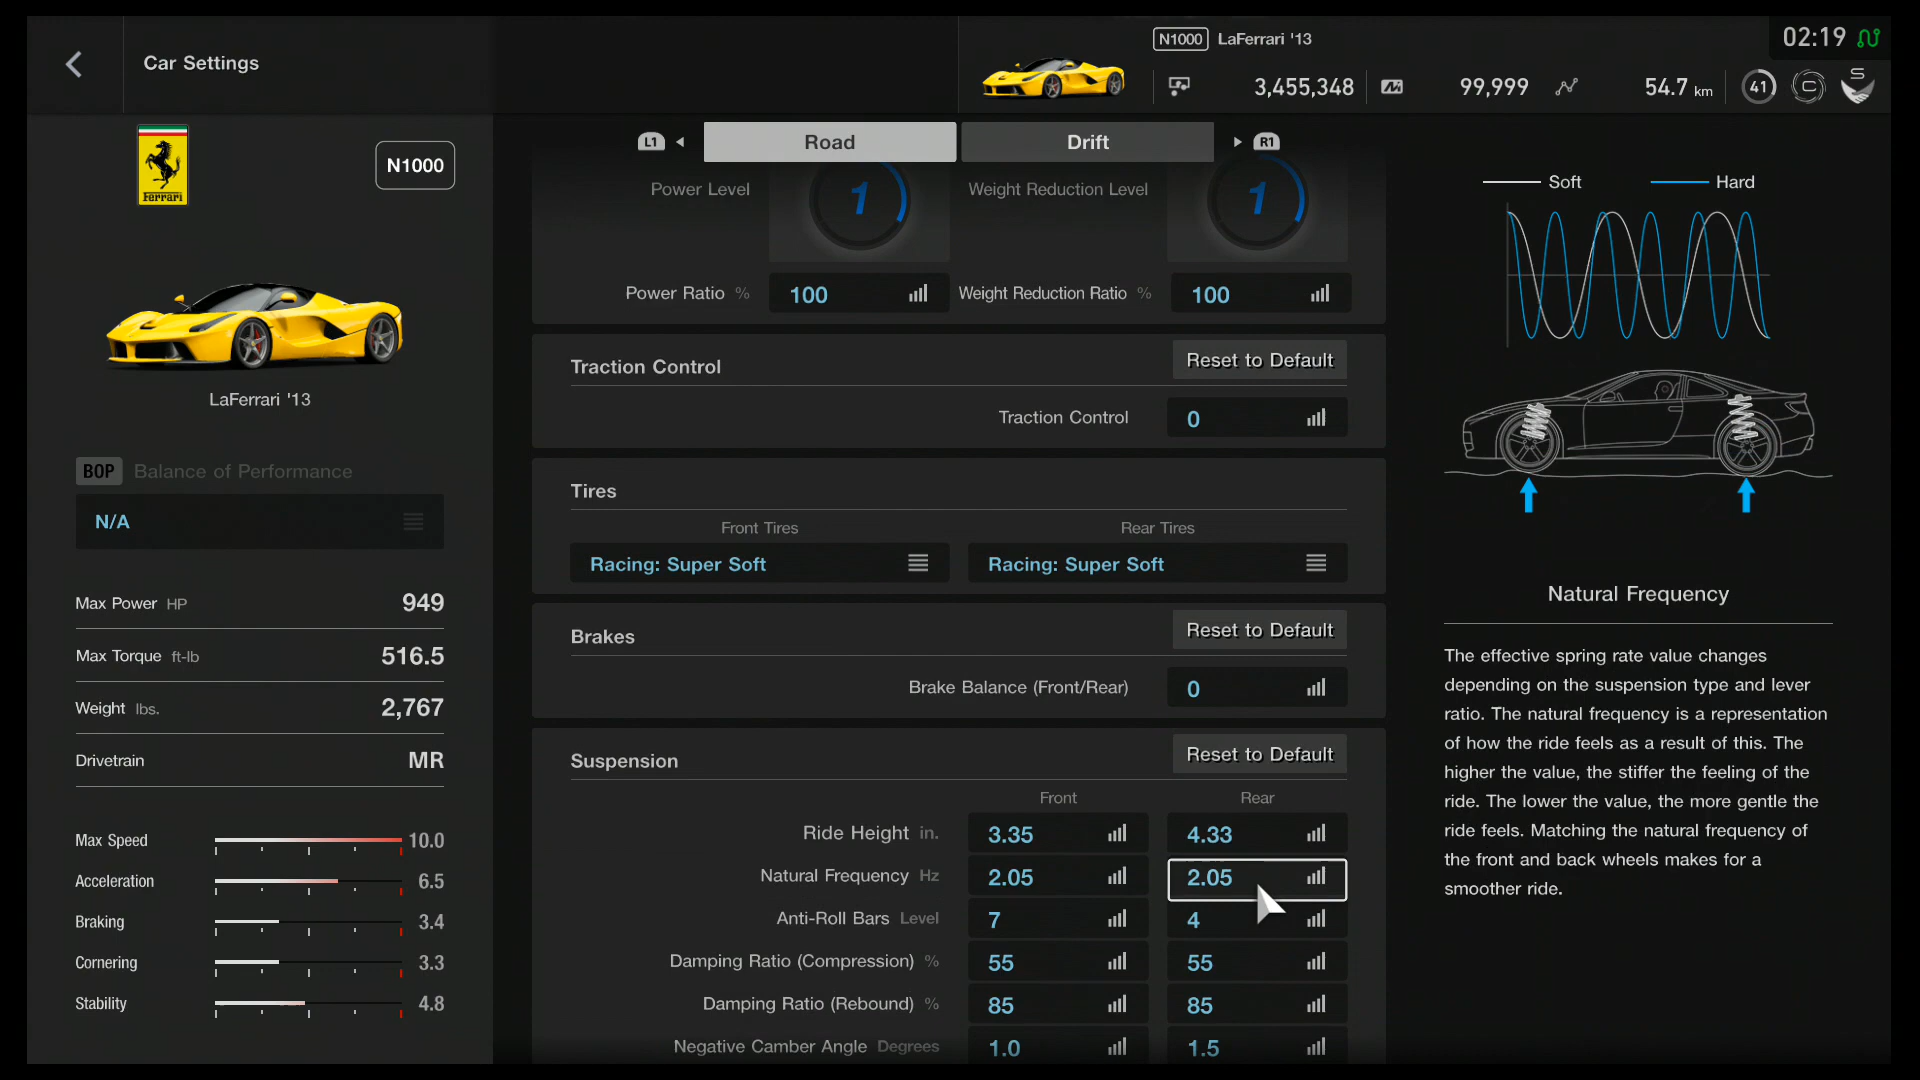 Car Settings
N1000 LaFerrari '13
02:19
3,455,348
99,999
54.7 km
41
C
S
Ferrari
N1000
LaFerrari '13
BOP Balance of Performance
N/A
Max Power HP 949
Max Torque ft-lb 516.5
Weight lbs. 2,767
Drivetrain MR
Max Speed 10.0
Acceleration 6.5
Braking 3.4
Cornering 3.3
Stability 4.8
L1 Road Drift R1
Power Level 1 Weight Reduction Level 1
Power Ratio % 100 Weight Reduction Ratio % 100
Traction Control Reset to Default
Traction Control 0
Tires
Front Tires Rear Tires
Racing: Super Soft Racing: Super Soft
Brakes Reset to Default
Brake Balance (Front/Rear) 0
Suspension Reset to Default
Front Rear
Ride Height in. 3.35 4.33
Natural Frequency Hz 2.05 2.05
Anti-Roll Bars Level 7 4
Damping Ratio (Compression) % 55 55
Damping Ratio (Rebound) % 85 85
Negative Camber Angle Degrees 1.0 1.5
Soft Hard
Natural Frequency
The effective spring rate value changes
depending on the suspension type and lever
ratio. The natural frequency is a representation
of how the ride feels as a result of this. The
higher the value, the stiffer the feeling of the
ride. The lower the value, the more gentle the
ride feels. Matching the natural frequency of
the front and back wheels makes for a
smoother ride.